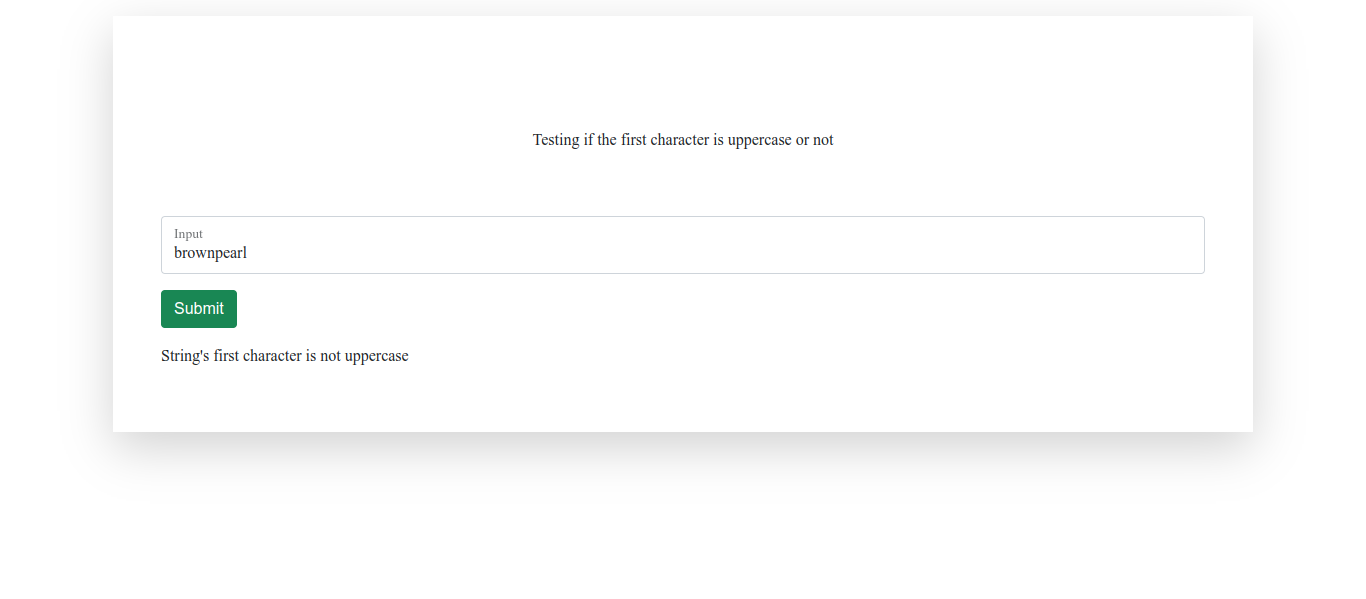 Testing if the first character is uppercase or not
Input
brownpearl
Submit
String's first character is not uppercase